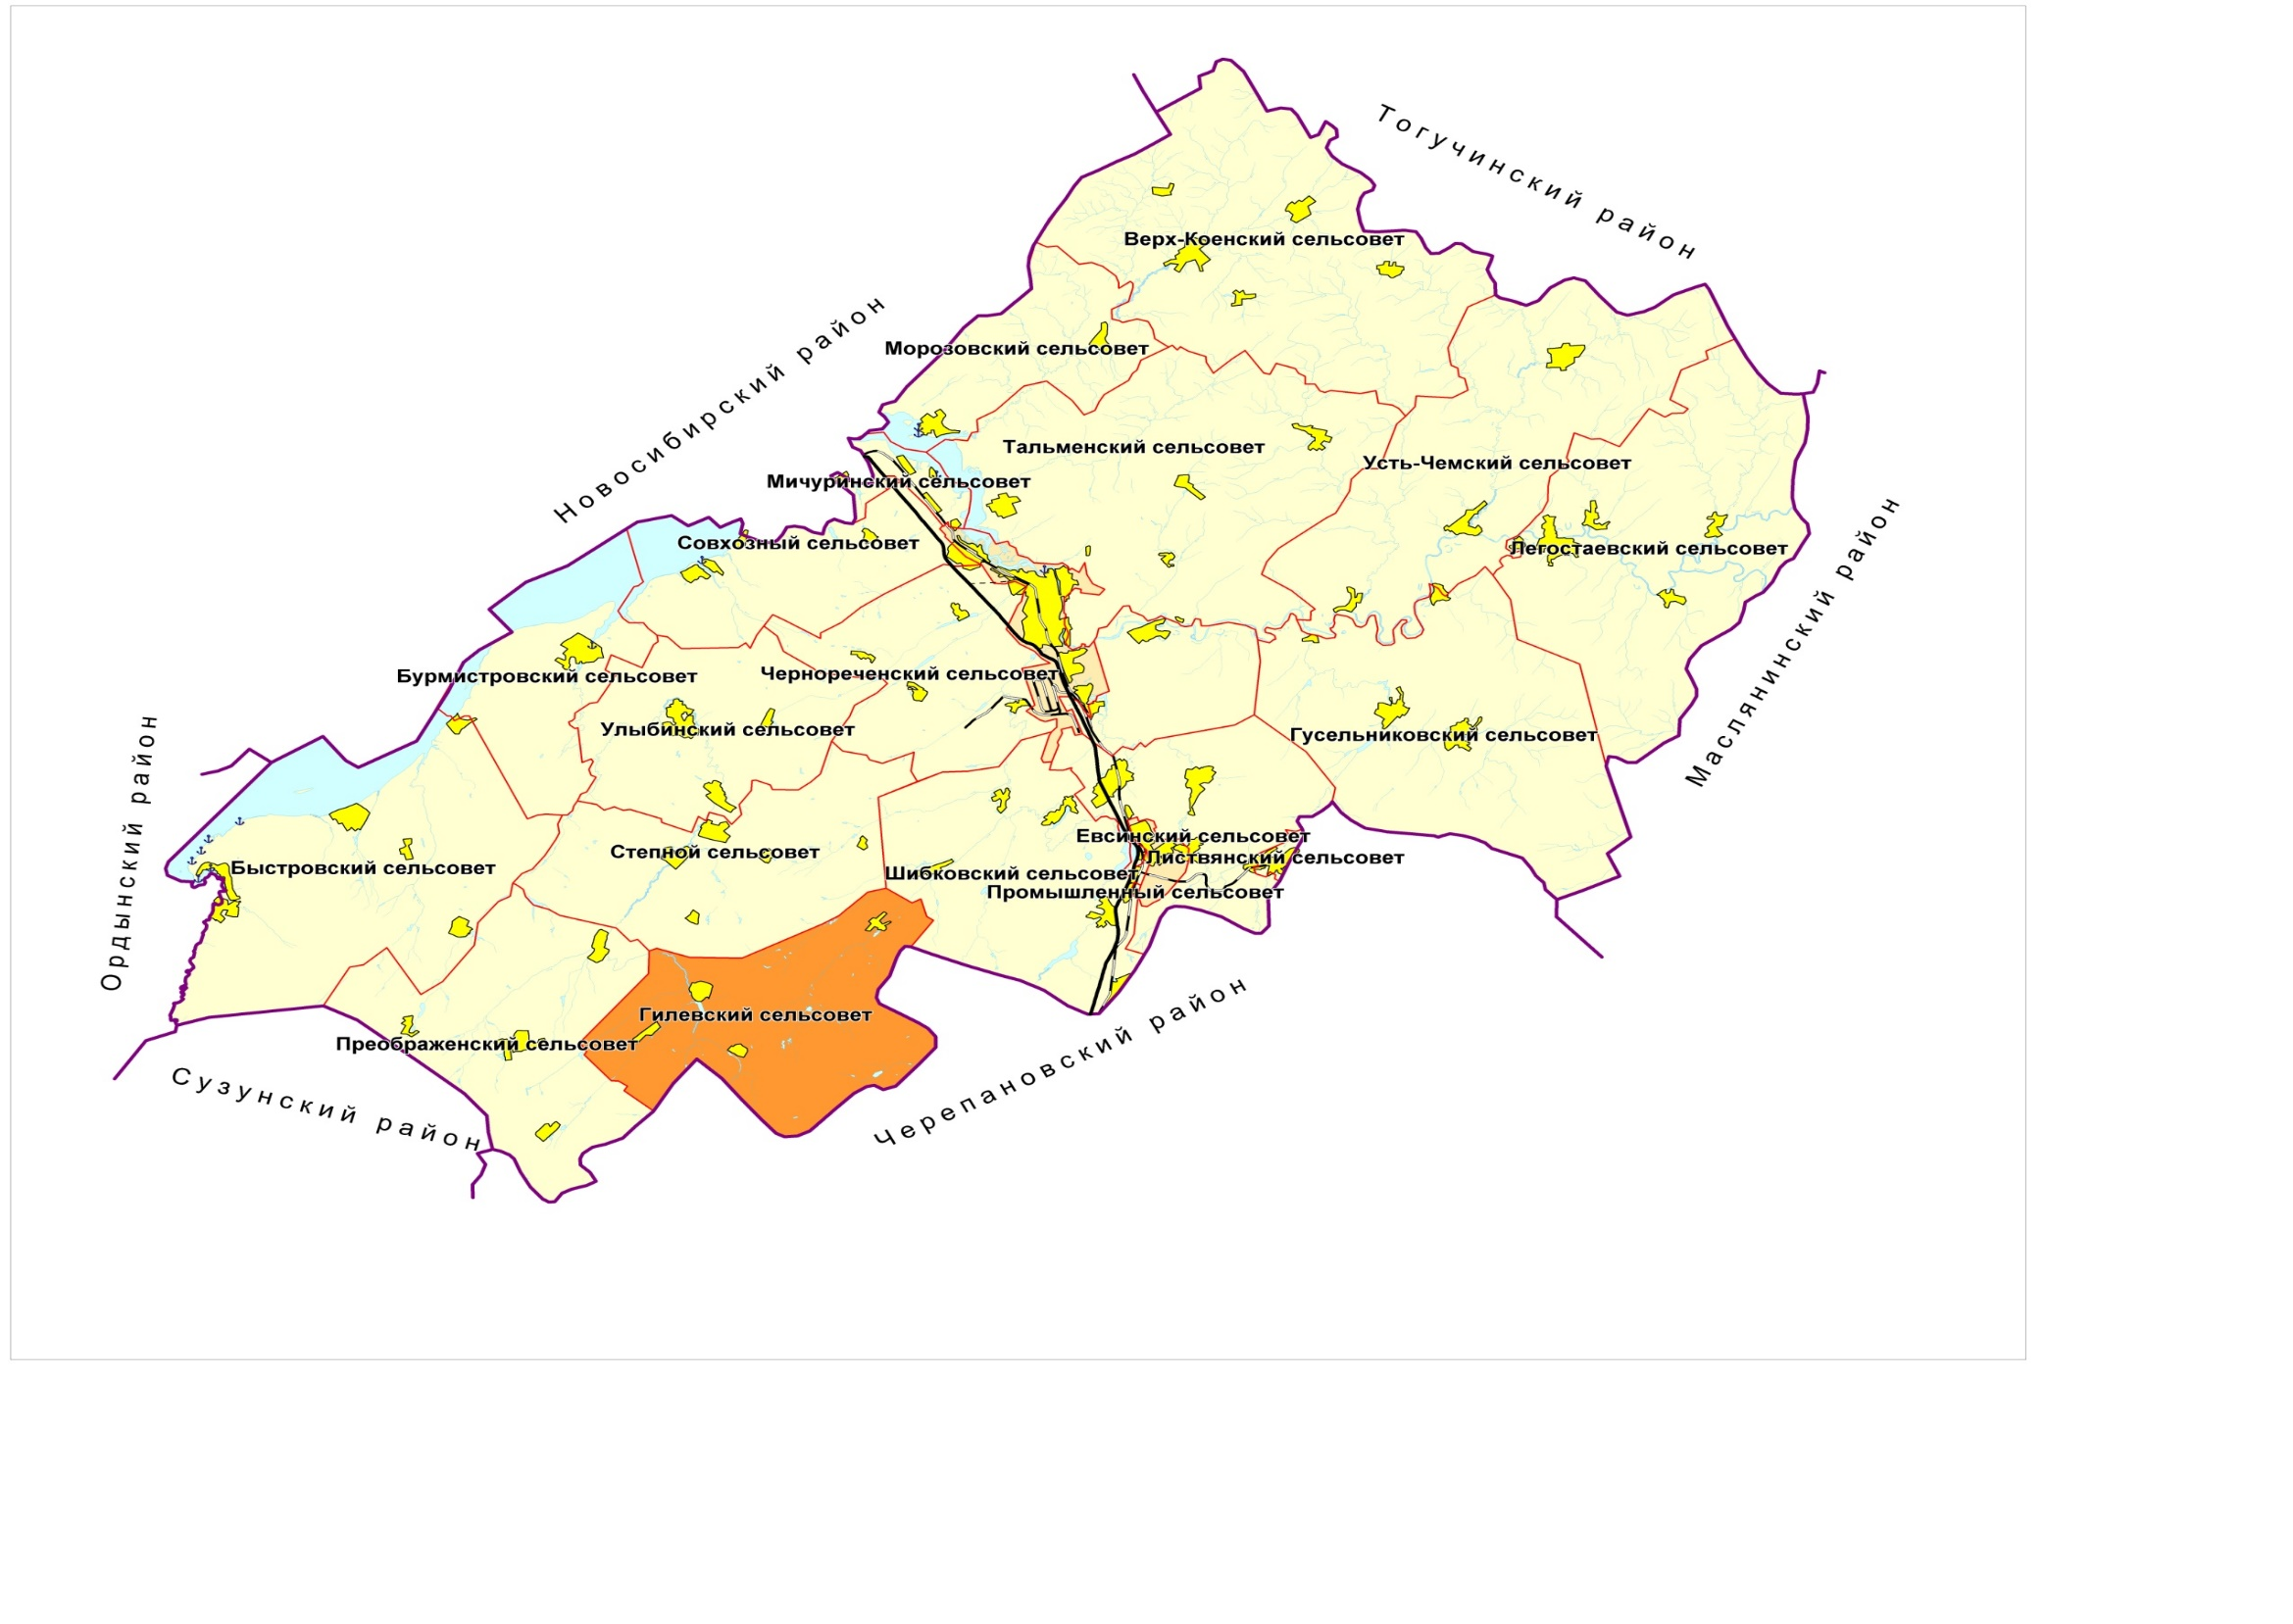 Тогучинский район
Верх-Коенский сельсовет
Новосибирский район
Морозовский сельсовет
Тальменский сельсовет
Усть-Чемский сельсовет
Мичуринский сельсовет
Совхозный сельсовет
Легостаевский сельсовет
Маслянинский район
Бурмистровский сельсовет
Чернореченский сельсовет
Улыбинский сельсовет
Гусельниковский сельсовет
Ордынский район
Евсинский сельсовет
Степной сельсовет
Листвянский сельсовет
Быстровский сельсовет
Шибковский сельсовет
Промышленный сельсовет
Гилевский сельсовет
Преображенский сельсовет
Черепановский район
Сузунский район